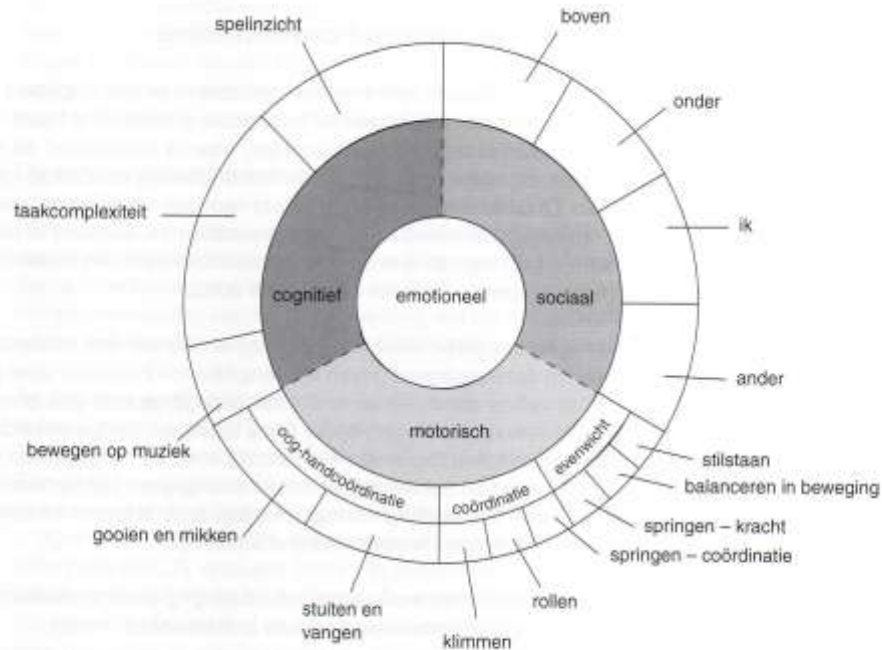 spelinzicht
boven
onder
taakcomplexiteit
ik
cognitief
emotioneel
sociaal
ander
motorisch
bewegen op muziek
oog-handcoördinatie
coördinatie
evenwicht
stilstaan
balanceren in beweging
springen – kracht
springen – coördinatie
gooien en mikken
rollen
stuiten en
vangen
klimmen